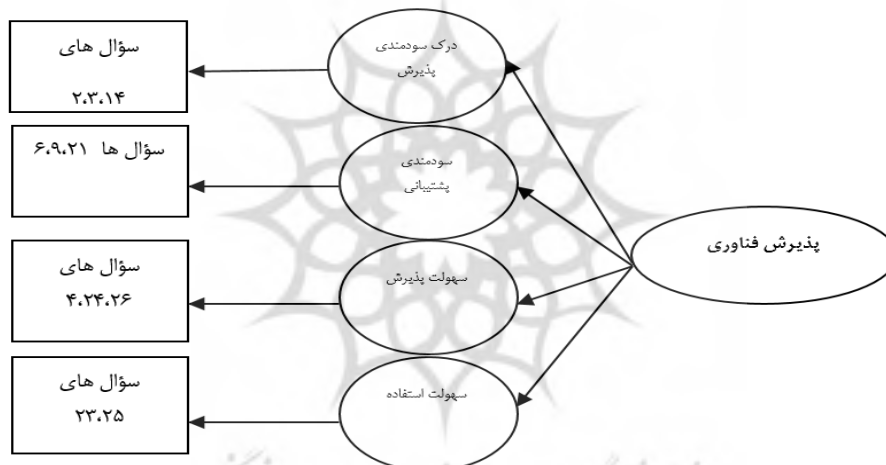 درک سودمندی
پذیرش
سؤال های
۲،۳،۱۴
سودمندی
پشتیبانی
سؤال ها ۶،۹،۲۱
پذیرش فناوری
سهولت پذیرش
سؤال های
۴،۲۴،۲۶
سهولت استفاده
سؤال های
۲۳،۲۵